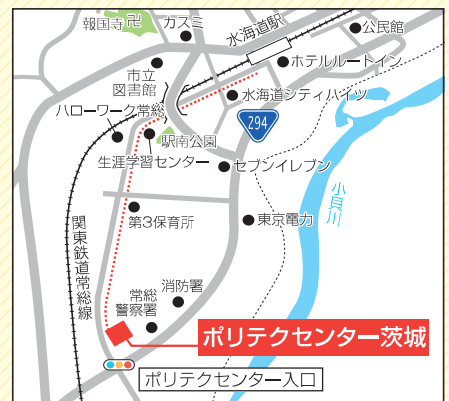 報国寺
ガスミ
水海道駅
公民館
ホテルルートイン
市立
図書館
水海道シティハイツ
ハローワーク常総
294
駅南公園
生涯学習センター
セブンイレブン
小貝川
第3保育所
東京電力
関東鉄道常総線
消防署
常総
警察署
ポリテクセンター茨城
ポリテクセンター入口